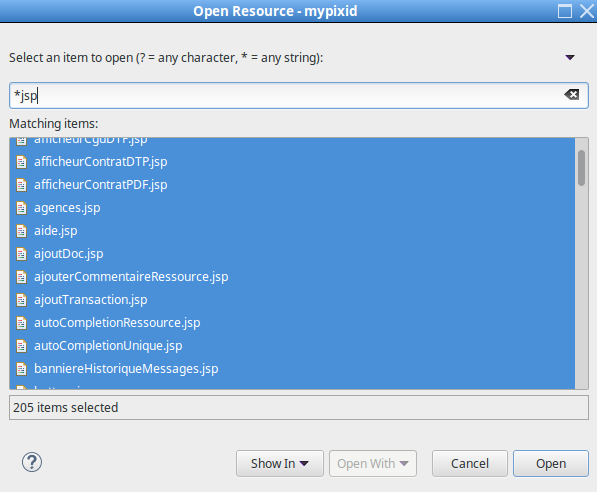 Open Resource - mypixid
Select an item to open (? = any character, * = any string):
*jsp
Matching items:
afficheurCguDTP.jsp
afficheurContratDTP.jsp
afficheurContratPDF.jsp
agences.jsp
aide.jsp
ajoutDoc.jsp
ajouterCommentaireRessource.jsp
ajoutTransaction.jsp
autoCompletionRessource.jsp
autoCompletionUnique.jsp
banniereHistoriqueMessages.jsp
205 items selected
?
Show In
Open With
Cancel
Open